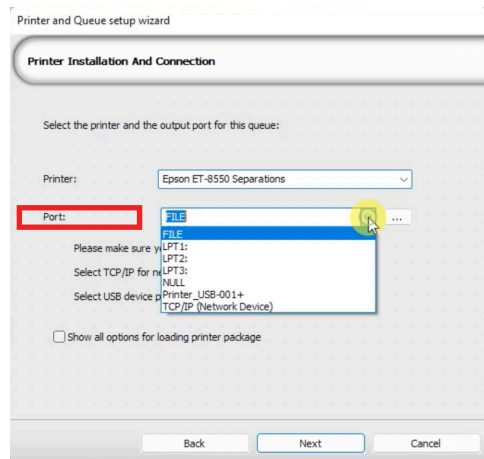 Printer and Queue setup wizard
Printer Installation And Connection
Select the printer and the output port for this queue:
Printer: Epson ET-8550 Separations
Port: FILE ...
FILE
Please make sure y LPT1:
LPT2:
Select TCP/IP for ne LPT3:
NULL
Select USB device p Printer_USB-001+
TCP/IP (Network Device)
Show all options for loading printer package
Back Next Cancel